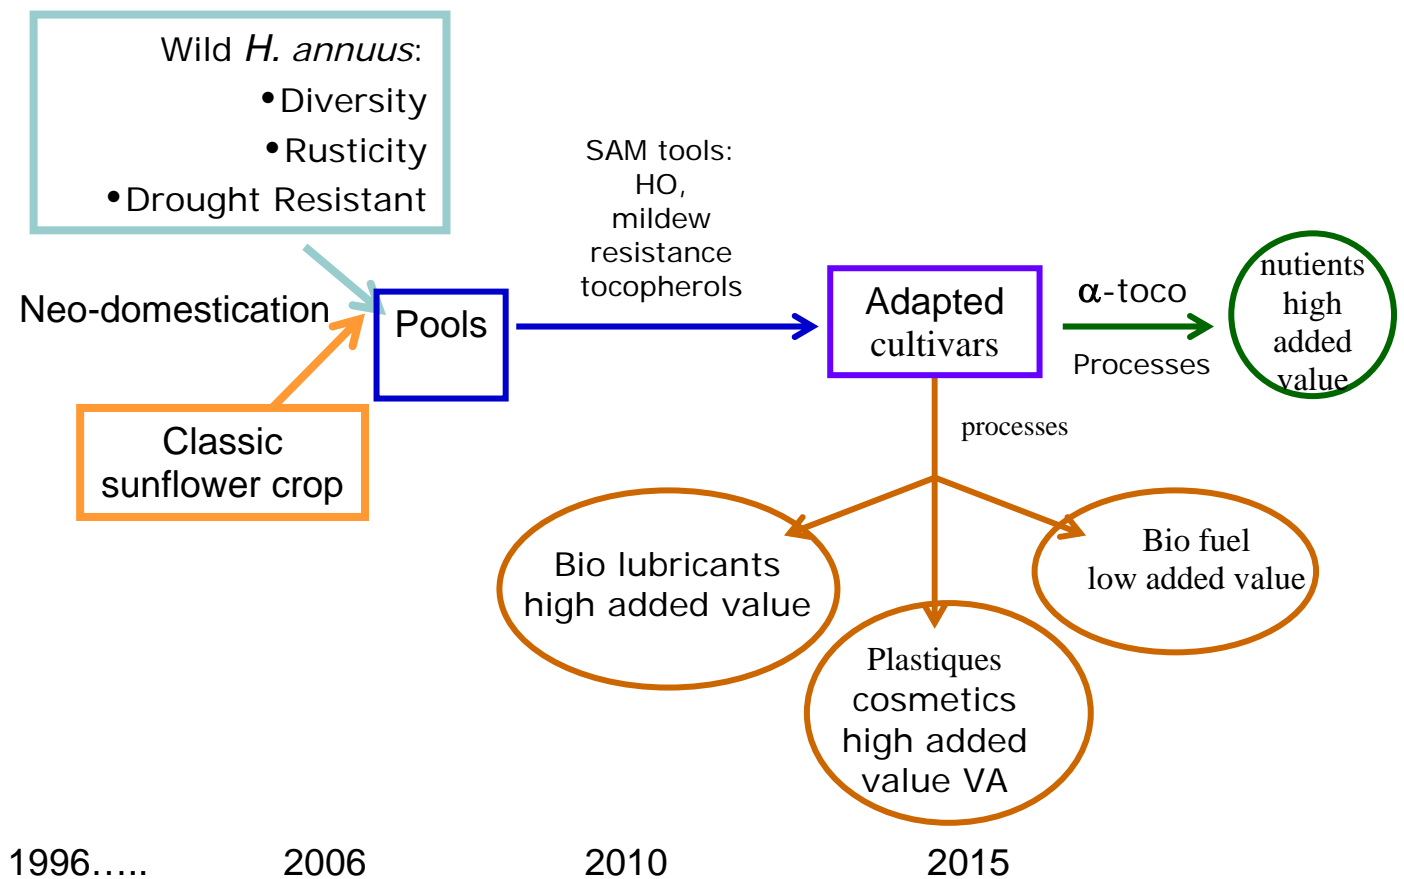 Wild H. annuus:
•Diversity
•Rusticity
•Drought Resistant
SAM tools:
HO,
mildew
resistance
tocopherols
Neo-domestication
Pools
Adapted
cultivars
α-toco
Processes
nutients
high
added
value
Classic
sunflower crop
processes
Bio lubricants
high added value
Bio fuel
low added value
Plastiques
cosmetics
high added
value VA
1996….. 2006 2010 2015